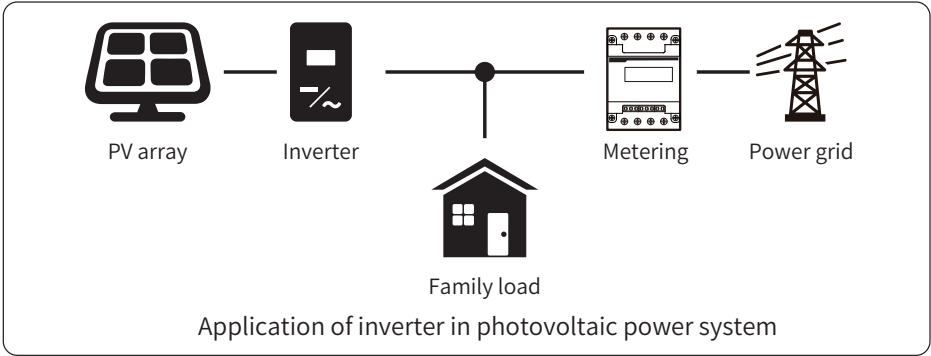 PV array
Inverter
Metering
Power grid
Family load
Application of inverter in photovoltaic power system